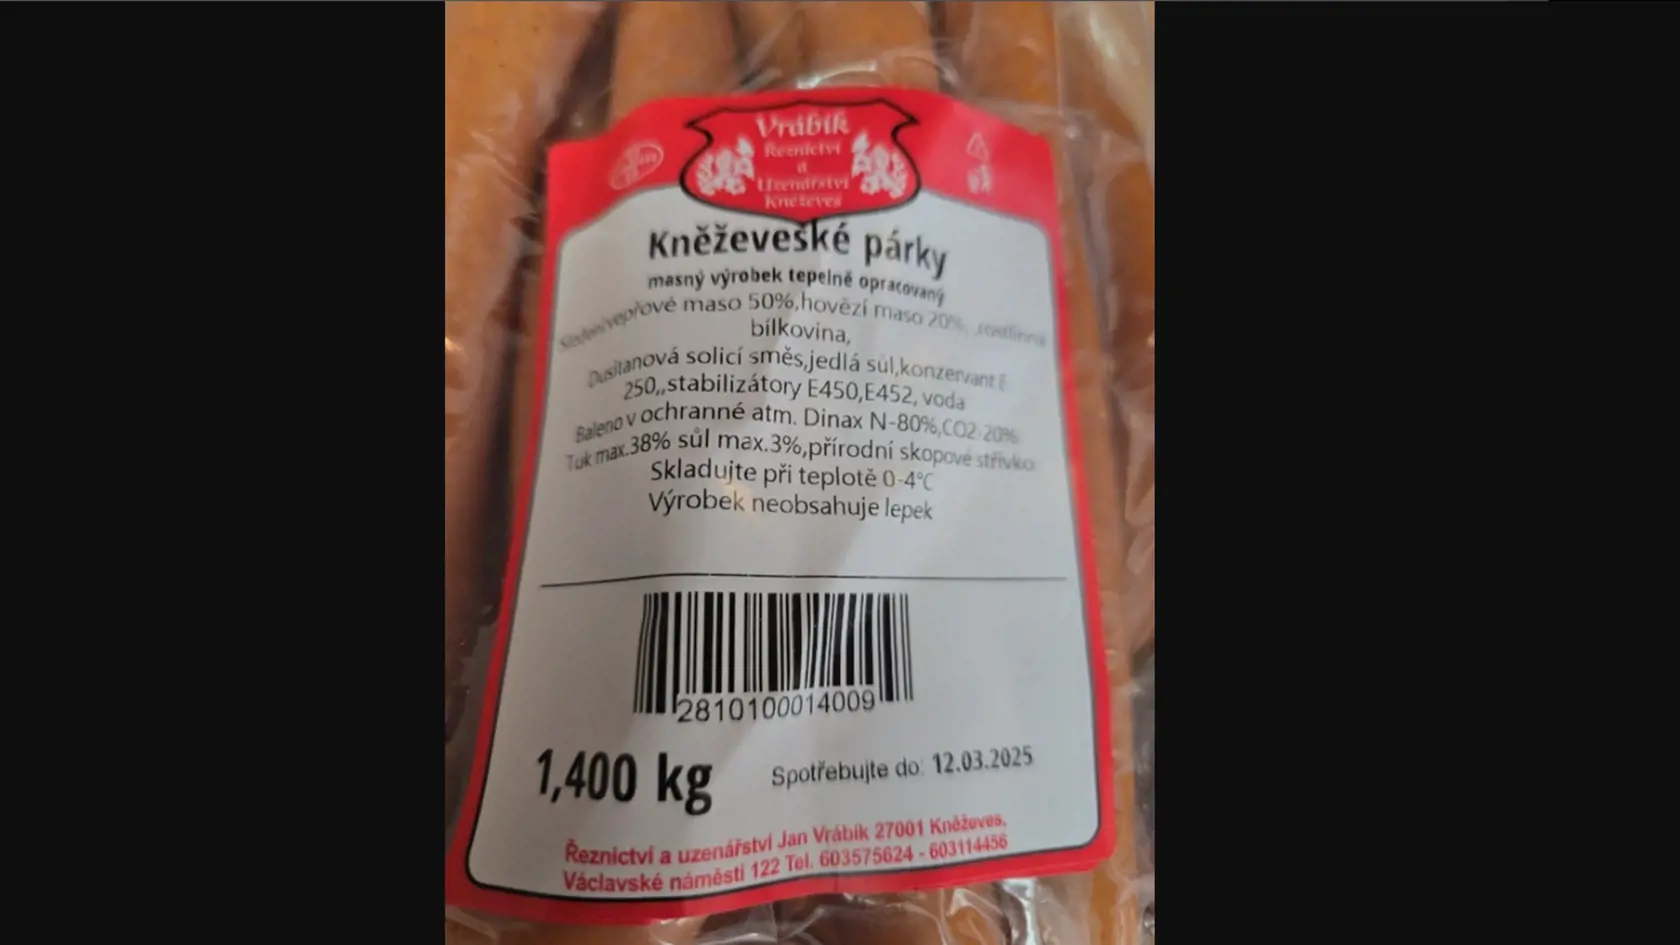 Vrábík
Řeznictví
a
Uzenářství
Kněževes
Kněževeské párky
masný výrobek tepelně opracovaný
Složení:vepřové maso 50%,hovězí maso 20%, ,rostlinná
bílkovina,
Dusitanová solicí směs,jedlá sůl,konzervant E
250,,stabilizátory E450,E452, voda
Baleno v ochranné atm. Dinax N-80%,CO2-20%
Tuk max.38% sůl max.3%,přírodní skopové střívko
Skladujte při teplotě 0-4°C
Výrobek neobsahuje lepek
2810100014009
1,400 kg
Spotřebujte do: 12.03.2025
Řeznictví a uzenářství Jan Vrábík 27001 Kněževes,
Václavské náměstí 122 Tel. 603575624 - 603114456